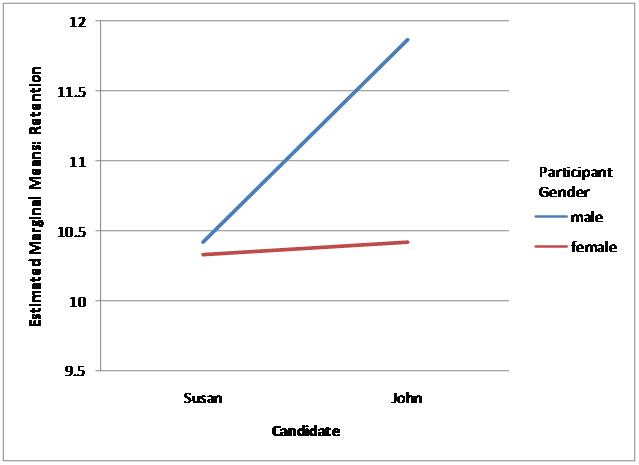 12
11.5
11
10.5
10
9.5
Estimated Marginal Means: Retention
Susan
John
Candidate
Participant
Gender
male
female